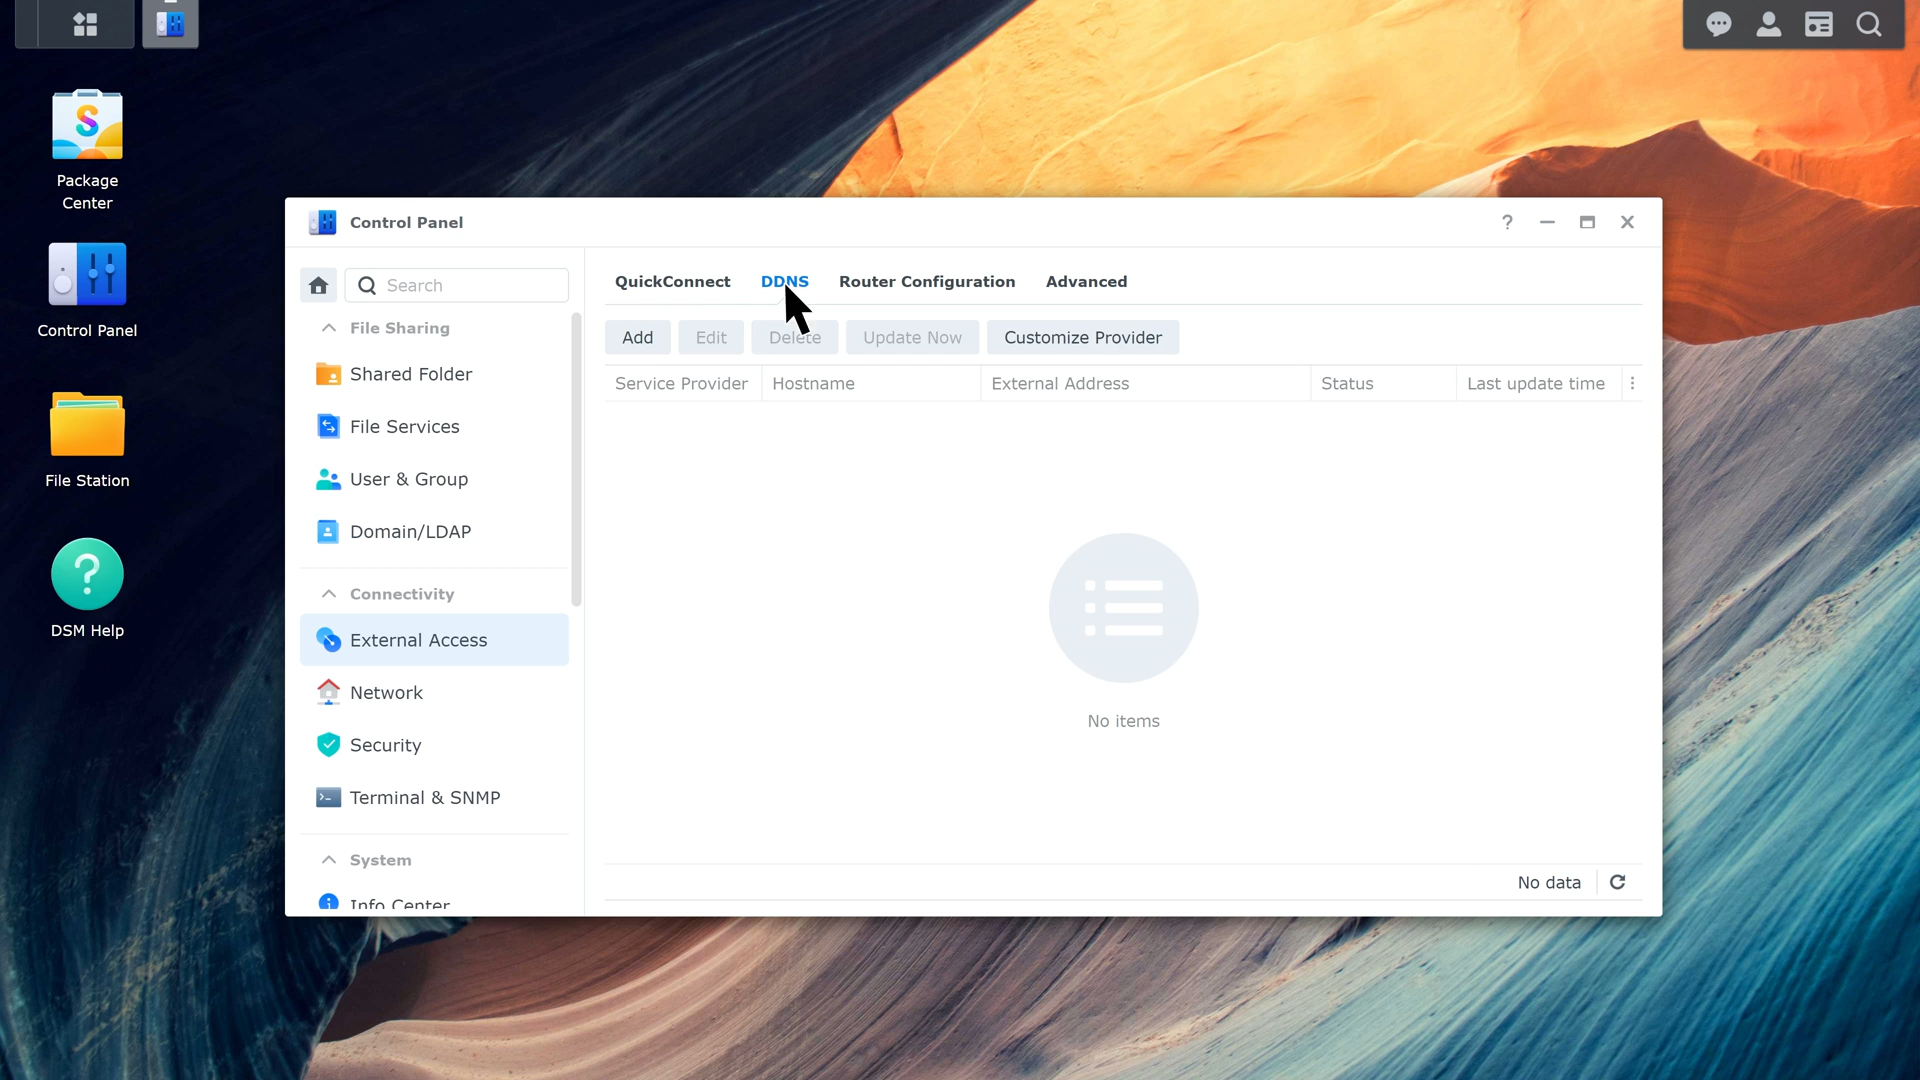 Package
Center
Control Panel
File Station
DSM Help
Control Panel
Search
File Sharing
Shared Folder
File Services
User & Group
Domain/LDAP
Connectivity
External Access
Network
Security
Terminal & SNMP
System
Info Center
QuickConnect DDNS Router Configuration Advanced
Add Edit Delete Update Now Customize Provider
Service Provider Hostname External Address Status Last update time
No items
No data